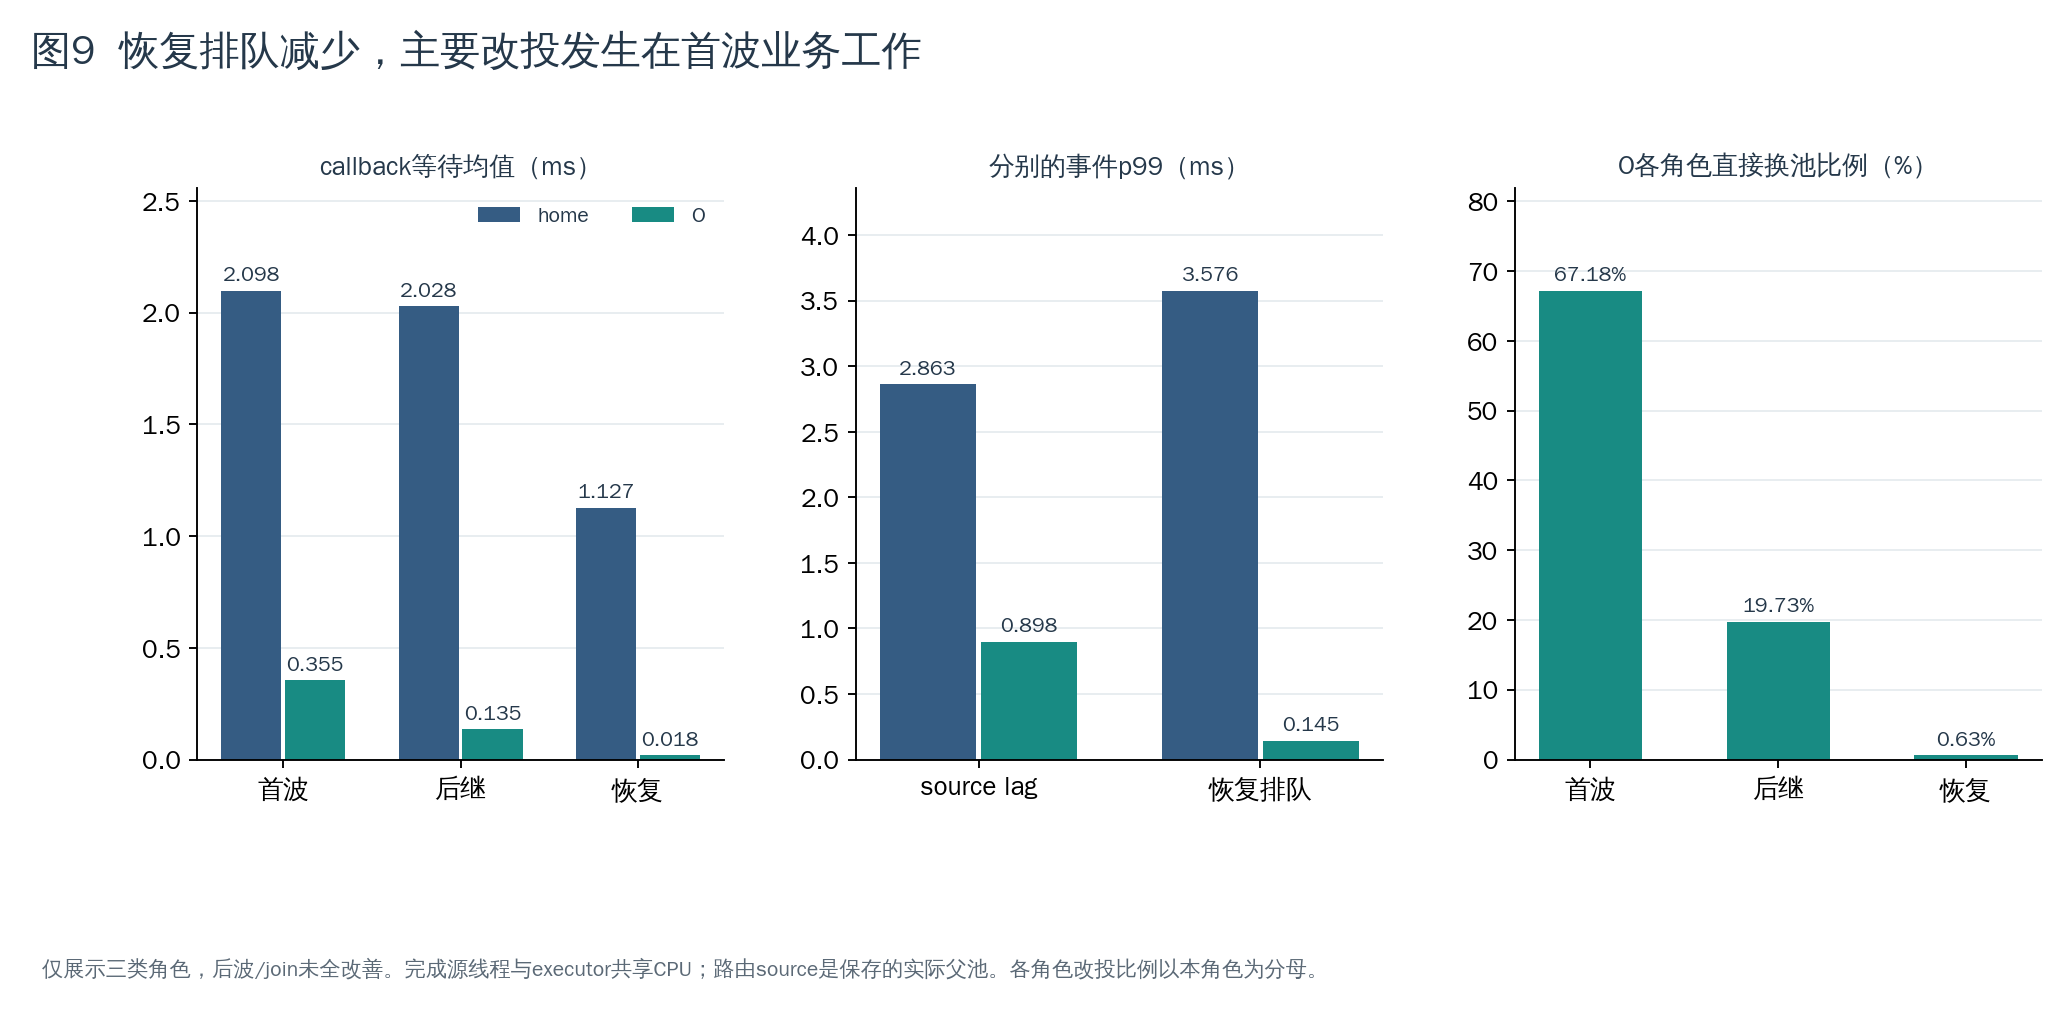 图9 恢复排队减少，主要改投发生在首波业务工作
callback等待均值（ms）
2.5
2.0
1.5
1.0
0.5
0.0
home
O
2.098
0.355
2.028
0.135
1.127
0.018
首波
后继
恢复
分别的事件p99（ms）
4.0
3.5
3.0
2.5
2.0
1.5
1.0
0.5
0.0
2.863
0.898
3.576
0.145
source lag
恢复排队
O各角色直接换池比例（%）
80
70
60
50
40
30
20
10
0
67.18%
19.73%
0.63%
首波
后继
恢复
仅展示三类角色，后波/join未全改善。完成源线程与executor共享CPU；路由source是保存的实际父池。各角色改投比例以本角色为分母。